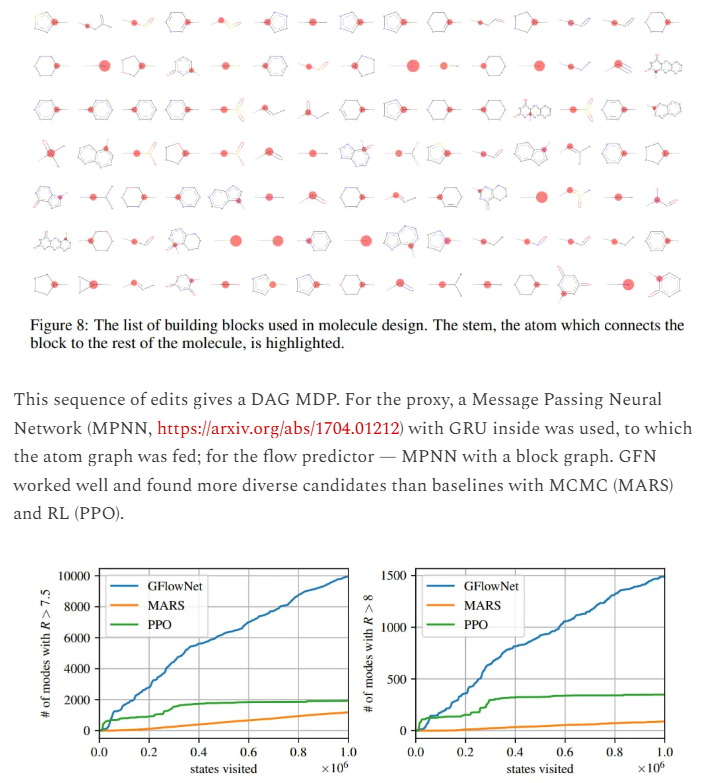 Figure 8: The list of building blocks used in molecule design. The stem, the atom which connects the
block to the rest of the molecule, is highlighted.
This sequence of edits gives a DAG MDP. For the proxy, a Message Passing Neural
Network (MPNN, https://arxiv.org/abs/1704.01212) with GRU inside was used, to which
the atom graph was fed; for the flow predictor — MPNN with a block graph. GFN
worked well and found more diverse candidates than baselines with MCMC (MARS)
and RL (PPO).
# of modes with R > 7.5
10000
8000
6000
4000
2000
0
GFlowNet
MARS
PPO
0.0 0.2 0.4 0.6 0.8 1.0
states visited ×10⁶
# of modes with R > 8
1500
1000
500
0
GFlowNet
MARS
PPO
0.0 0.2 0.4 0.6 0.8 1.0
states visited ×10⁶